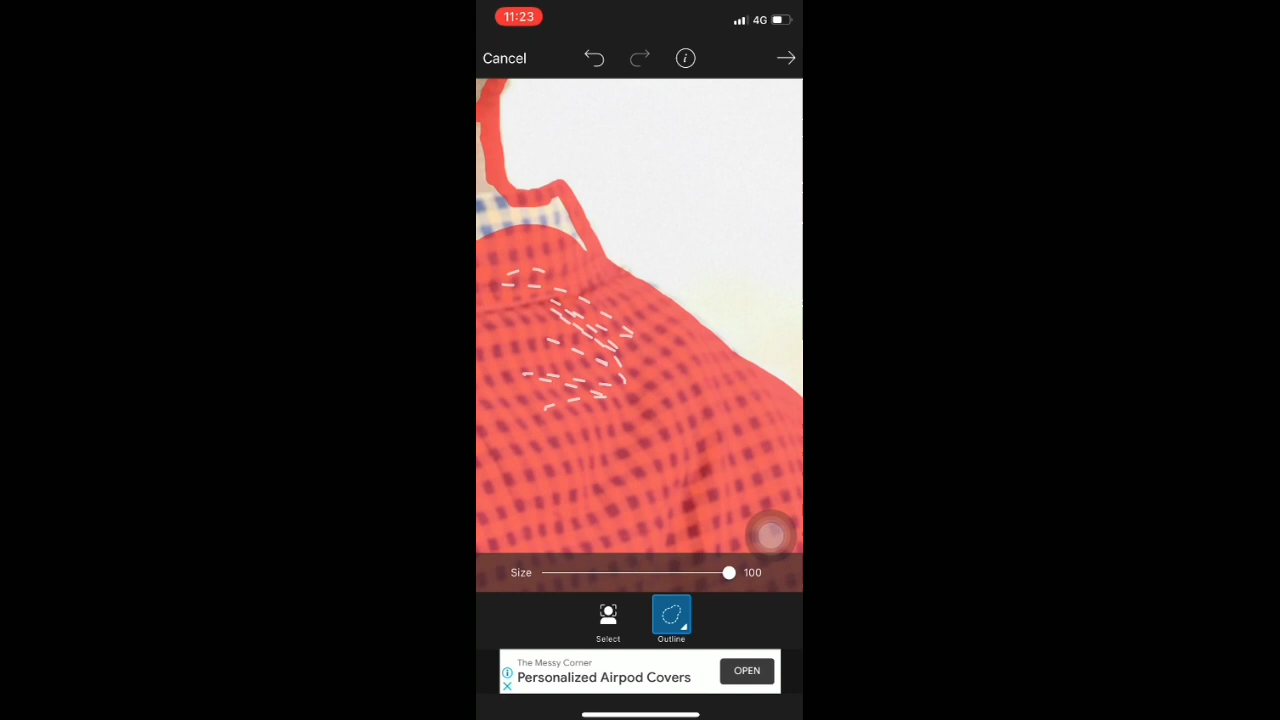 11:23
4G
Cancel
Size
100
Select
Outline
The Messy Corner
Personalized Airpod Covers
OPEN